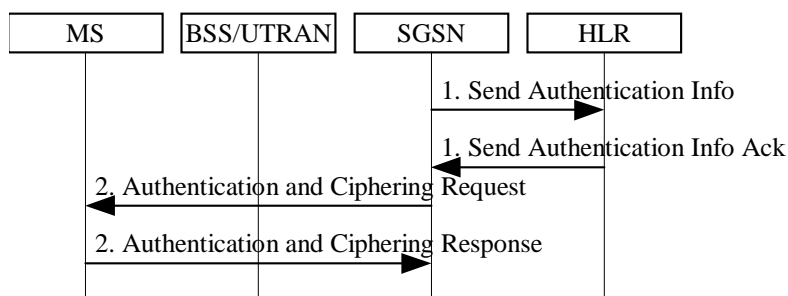 MS BSS/UTRAN SGSN HLR
1. Send Authentication Info
1. Send Authentication Info Ack
2. Authentication and Ciphering Request
2. Authentication and Ciphering Response